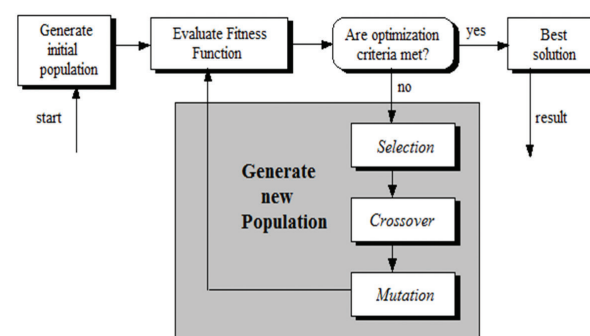 Generate
initial
population
Evaluate Fitness
Function
Are optimization
criteria met?
yes
Best
solution
start
no
result
Selection
Generate
new
Population
Crossover
Mutation